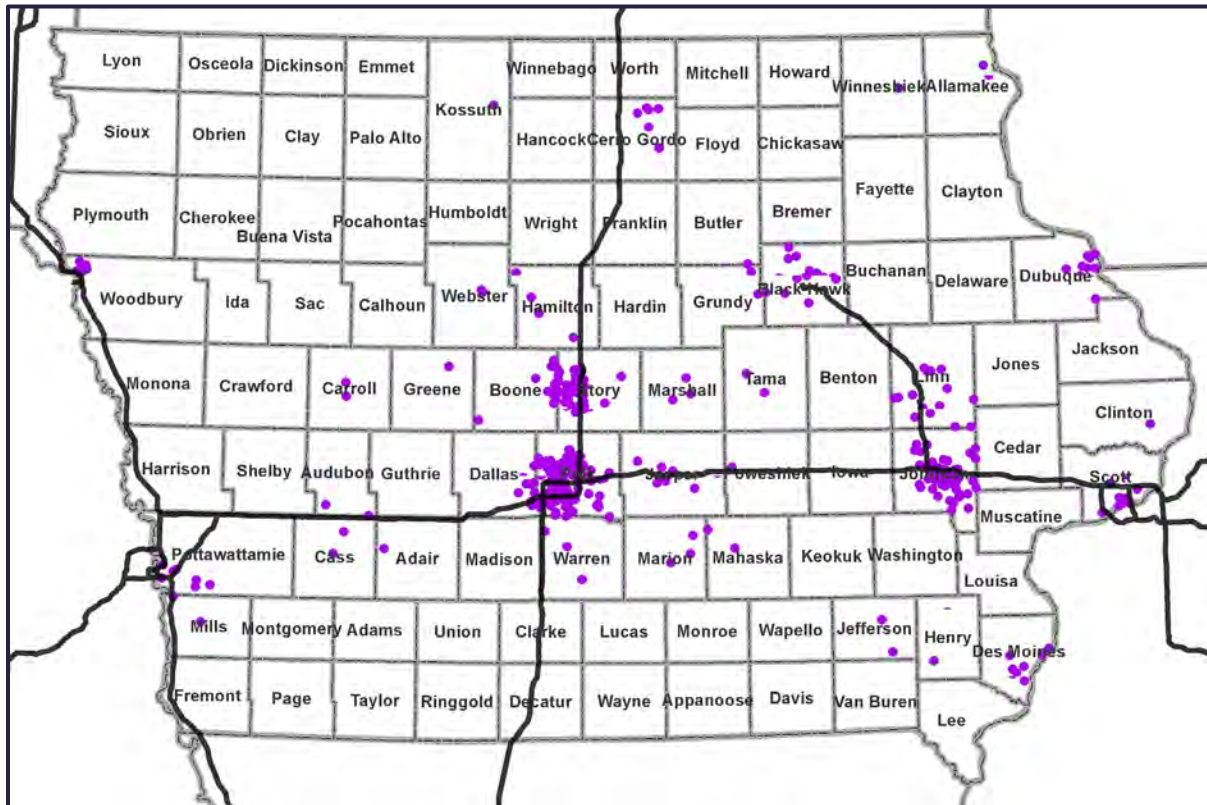 Lyon
Osceola
Dickinson
Emmet
Kossuth
Winnebago
Worth
Mitchell
Howard
Winneshiek
Allamakee
Sioux
Obrien
Clay
Palo Alto
Hancock
Cerro Gordo
Floyd
Chickasaw
Fayette
Clayton
Plymouth
Cherokee
Buena Vista
Pocahontas
Humboldt
Wright
Franklin
Butler
Bremer
Woodbury
Ida
Sac
Calhoun
Webster
Hamilton
Hardin
Grundy
Black Hawk
Buchanan
Delaware
Dubuque
Monona
Crawford
Carroll
Greene
Boone
Story
Marshall
Tama
Benton
Linn
Jones
Jackson
Clinton
Harrison
Shelby
Audubon
Guthrie
Dallas
Polk
Jasper
Poweshiek
Iowa
Johnson
Cedar
Scott
Muscatine
Pottawattamie
Cass
Adair
Madison
Warren
Marion
Mahaska
Keokuk
Washington
Louisa
Mills
Montgomery
Adams
Union
Clarke
Lucas
Monroe
Wapello
Jefferson
Henry
Des Moines
Fremont
Page
Taylor
Ringgold
Decatur
Wayne
Appanoose
Davis
Van Buren
Lee